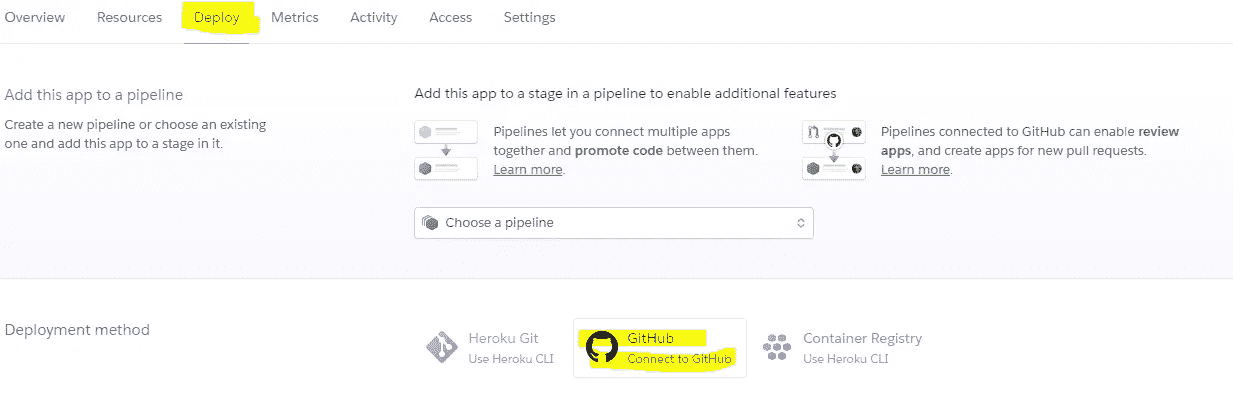 Overview Resources Deploy Metrics Activity Access Settings
Add this app to a pipeline
Create a new pipeline or choose an existing
one and add this app to a stage in it.
Add this app to a stage in a pipeline to enable additional features
Pipelines let you connect multiple apps
together and promote code between them.
Learn more.
Pipelines connected to GitHub can enable review
apps, and create apps for new pull requests.
Learn more.
Choose a pipeline
Deployment method
Heroku Git
Use Heroku CLI
GitHub
Connect to GitHub
Container Registry
Use Heroku CLI